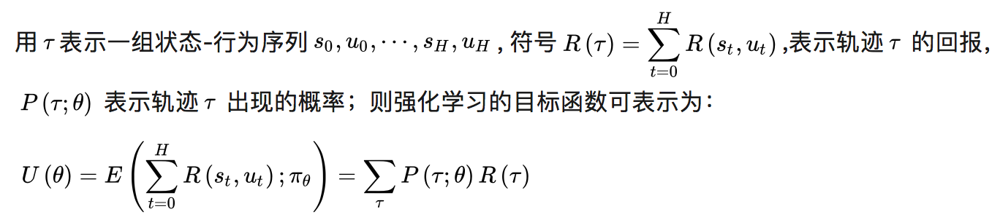 用 τ 表示一组状态-行为序列 $s_0, u_0, \cdots, s_H, u_H$ , 符号 $R(\tau) = \sum_{t=0}^{H} R(s_t, u_t)$ ,表示轨迹 τ 的回报,
$P(\tau;\theta)$ 表示轨迹 τ 出现的概率；则强化学习的目标函数可表示为：
$U(\theta) = E\left(\sum_{t=0}^{H} R(s_t, u_t); \pi_\theta\right) = \sum_{\tau} P(\tau;\theta) R(\tau)$